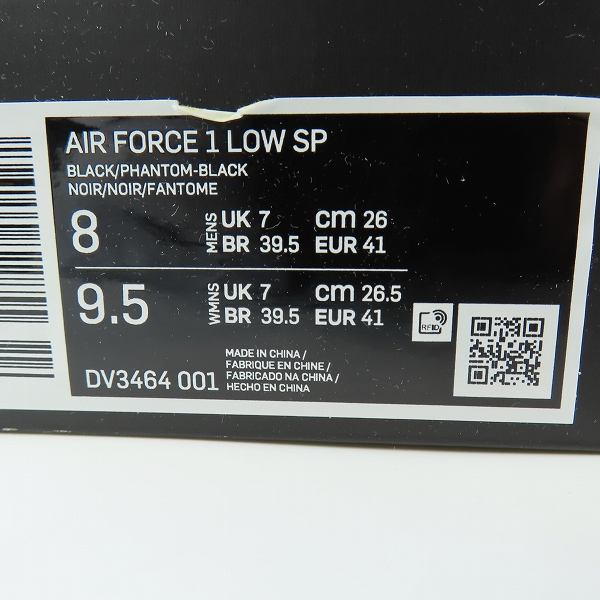 AIR FORCE 1 LOW SP
BLACK/PHANTOM-BLACK
NOIR/NOIR/FANTOME
8 MENS UK 7 cm 26
BR 39.5 EUR 41
9.5 WMNS UK 7 cm 26.5
BR 39.5 EUR 41
RFID
DV3464 001
MADE IN CHINA /
FABRIQUE EN CHINE /
FABRICADO NA CHINA /
HECHO EN CHINA